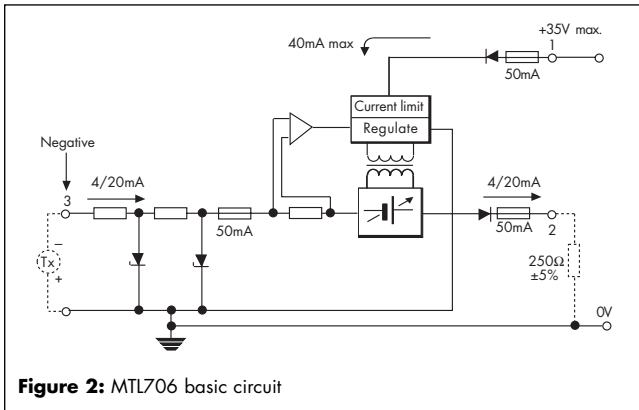 +35V max.
40mA max
1
50mA
Current limit
Regulate
Negative
3
4/20mA
4/20mA
50mA
50mA
2
Tx
−
+
250Ω
±5%
0V
Figure 2: MTL706 basic circuit